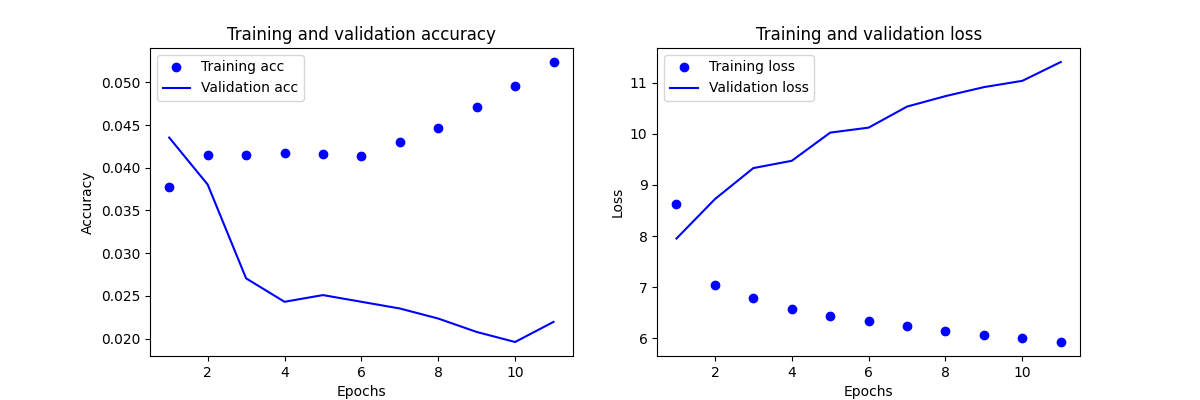 Training and validation accuracy
Training acc
Validation acc
0.050
0.045
0.040
0.035
0.030
0.025
0.020
Accuracy
2 4 6 8 10
Epochs
Training and validation loss
Training loss
Validation loss
11
10
9
8
7
6
Loss
2 4 6 8 10
Epochs